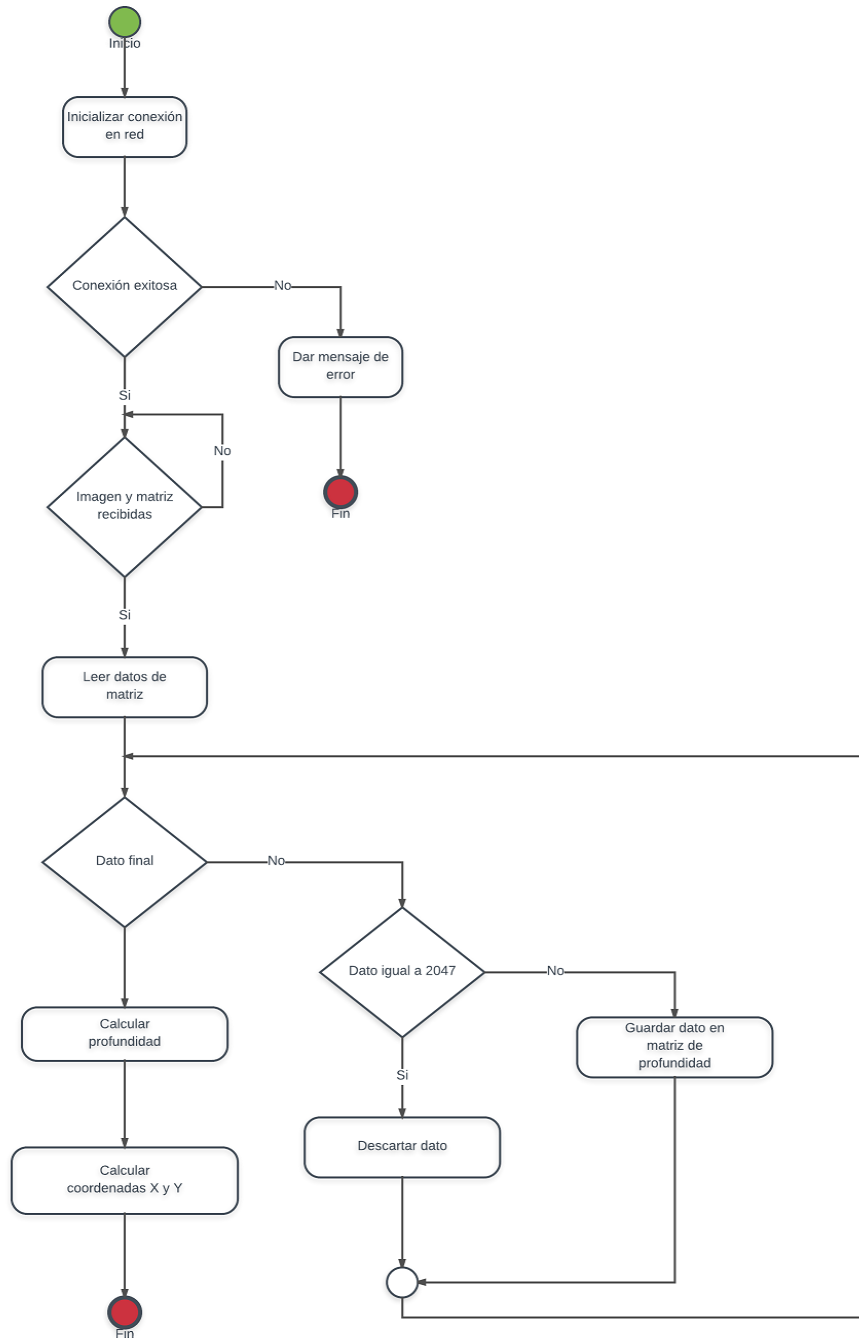 Inicio
Inicializar conexión
en red
Conexión exitosa
No
Dar mensaje de
error
Si
No
Imagen y matriz
recibidas
Fin
Si
Leer datos de
matriz
Dato final
No
Dato igual a 2047
No
Calcular
profundidad
Guardar dato en
matriz de
profundidad
Si
Descartar dato
Calcular
coordenadas X y Y
Fin